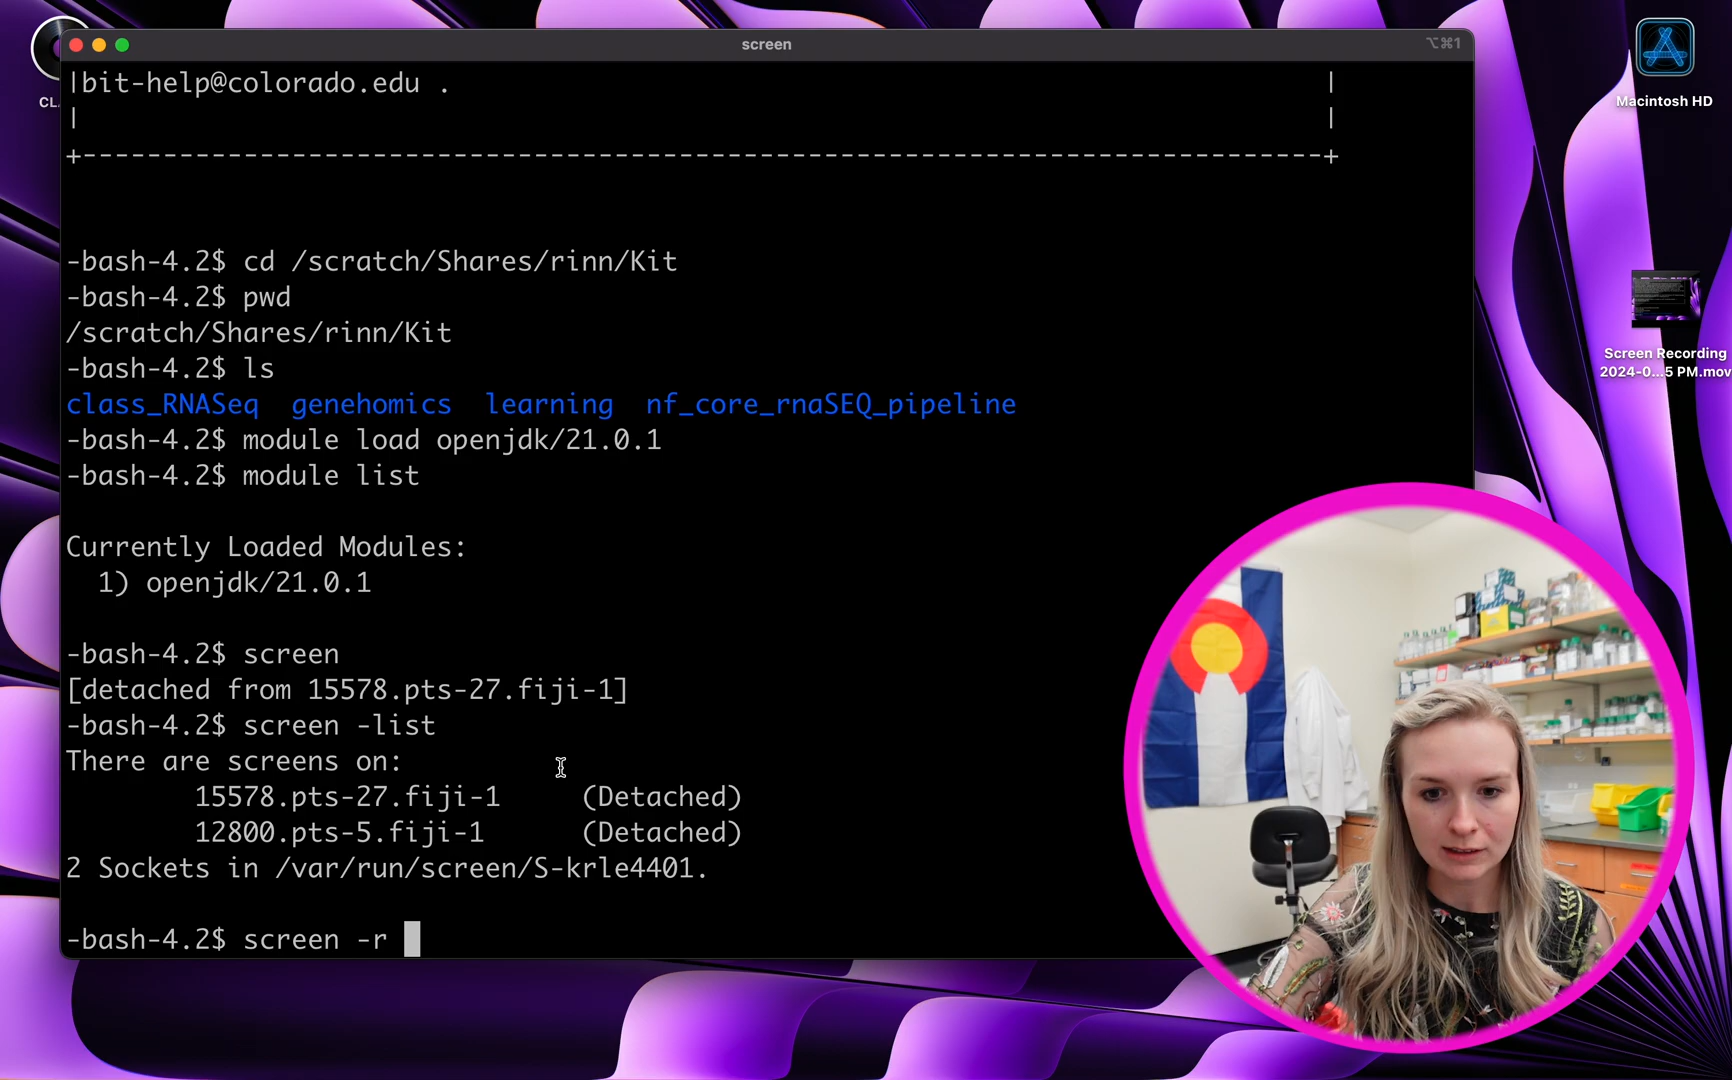 screen
⌥⌘1
CL
Macintosh HD
|bit-help@colorado.edu . |
| |
+------------------------------------------------------------------------------+
-bash-4.2$ cd /scratch/Shares/rinn/Kit
-bash-4.2$ pwd
/scratch/Shares/rinn/Kit
-bash-4.2$ ls
class_RNASeq genehomics learning nf_core_rnaSEQ_pipeline
-bash-4.2$ module load openjdk/21.0.1
-bash-4.2$ module list
Currently Loaded Modules:
1) openjdk/21.0.1
-bash-4.2$ screen
[detached from 15578.pts-27.fiji-1]
-bash-4.2$ screen -list
There are screens on:
15578.pts-27.fiji-1 (Detached)
12800.pts-5.fiji-1 (Detached)
2 Sockets in /var/run/screen/S-krle4401.
-bash-4.2$ screen -r
Screen Recording
2024-0...5 PM.mov